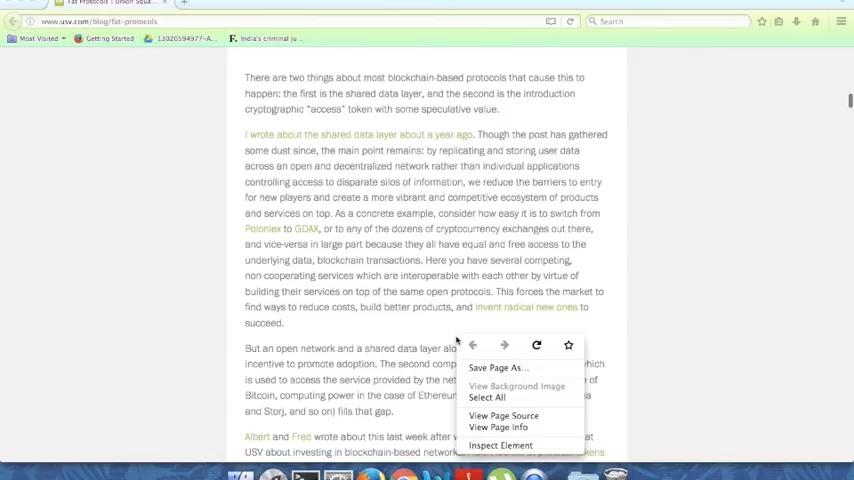 Fat Protocols | Union Squa...
www.usv.com/blog/fat-protocols
Search
Most Visited
Getting Started
13020594977-A...
India's criminal ju...
There are two things about most blockchain-based protocols that cause this to
happen: the first is the shared data layer, and the second is the introduction
cryptographic "access" token with some speculative value.
I wrote about the shared data layer about a year ago. Though the post has gathered
some dust since, the main point remains: by replicating and storing user data
across an open and decentralized network rather than individual applications
controlling access to disparate silos of information, we reduce the barriers to entry
for new players and create a more vibrant and competitive ecosystem of products
and services on top. As a concrete example, consider how easy it is to switch from
Poloniex to GDAX, or to any of the dozens of cryptocurrency exchanges out there,
and vice-versa in large part because they all have equal and free access to the
underlying data, blockchain transactions. Here you have several competing,
non-cooperating services which are interoperable with each other by virtue of
building their services on top of the same open protocols. This forces the market to
find ways to reduce costs, build better products, and invent radical new ones to
succeed.
But an open network and a shared data layer
incentive to promote adoption. The second which
is used to access the service provided by the of
Bitcoin, computing power in the case of
and Storj, and so on) fills that gap.
Albert and Fred wrote about this last week after at
USV about investing in blockchain-based
Save Page As...
View Background Image
Select All
View Page Source
View Page Info
Inspect Element